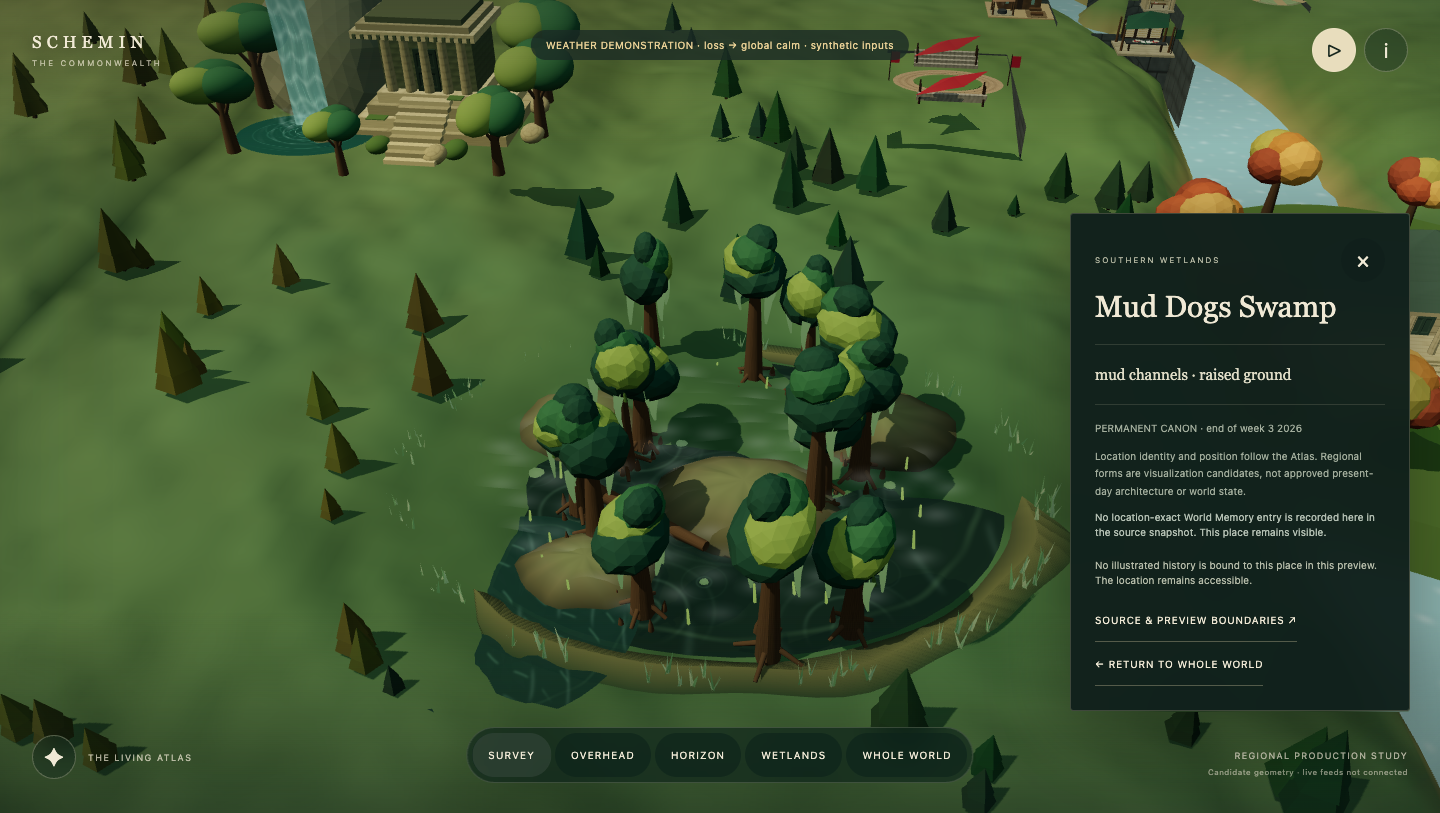 SCHEMIN
THE COMMONWEALTH
WEATHER DEMONSTRATION · loss → global calm · synthetic inputs
i
SOUTHERN WETLANDS
×
Mud Dogs Swamp
mud channels · raised ground
PERMANENT CANON · end of week 3 2026
Location identity and position follow the Atlas. Regional
forms are visualization candidates, not approved present-
day architecture or world state.
No location-exact World Memory entry is recorded here in
the source snapshot. This place remains visible.
No illustrated history is bound to this place in this preview.
The location remains accessible.
SOURCE & PREVIEW BOUNDARIES ↗
← RETURN TO WHOLE WORLD
THE LIVING ATLAS
SURVEY
OVERHEAD
HORIZON
WETLANDS
WHOLE WORLD
REGIONAL PRODUCTION STUDY
Candidate geometry · live feeds not connected